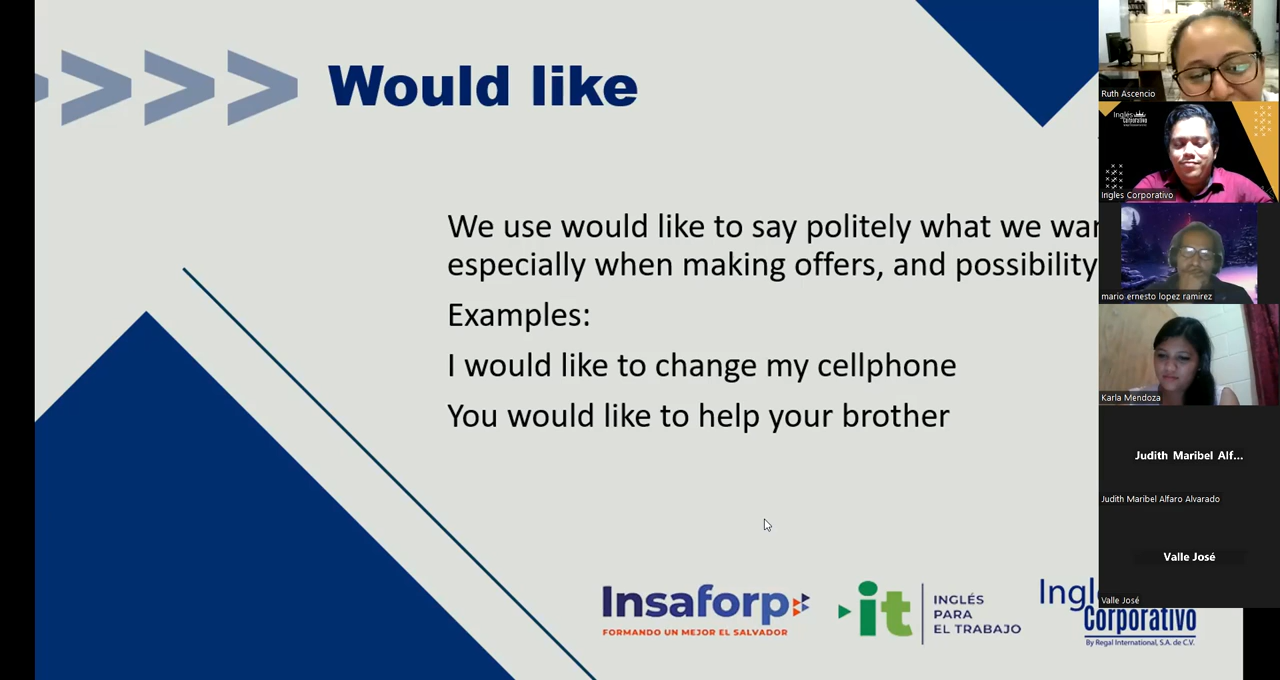 Would like
We use would like to say politely what we
especially when making offers, and possibility
Examples:
I would like to change my cellphone
You would like to help your brother
Insaforp
FORMANDO UN MEJOR EL SALVADOR
it
INGLÉS
PARA
EL TRABAJO
Corporativo
By Regal International, S.A. de C.V.
Ruth Ascencio
Inglés
Corporativo
Ingles Corporativo
mario ernesto lopez ramirez
Karla Mendoza
Judith Maribel Alf...
Judith Maribel Alfaro Alvarado
Valle José
Valle José